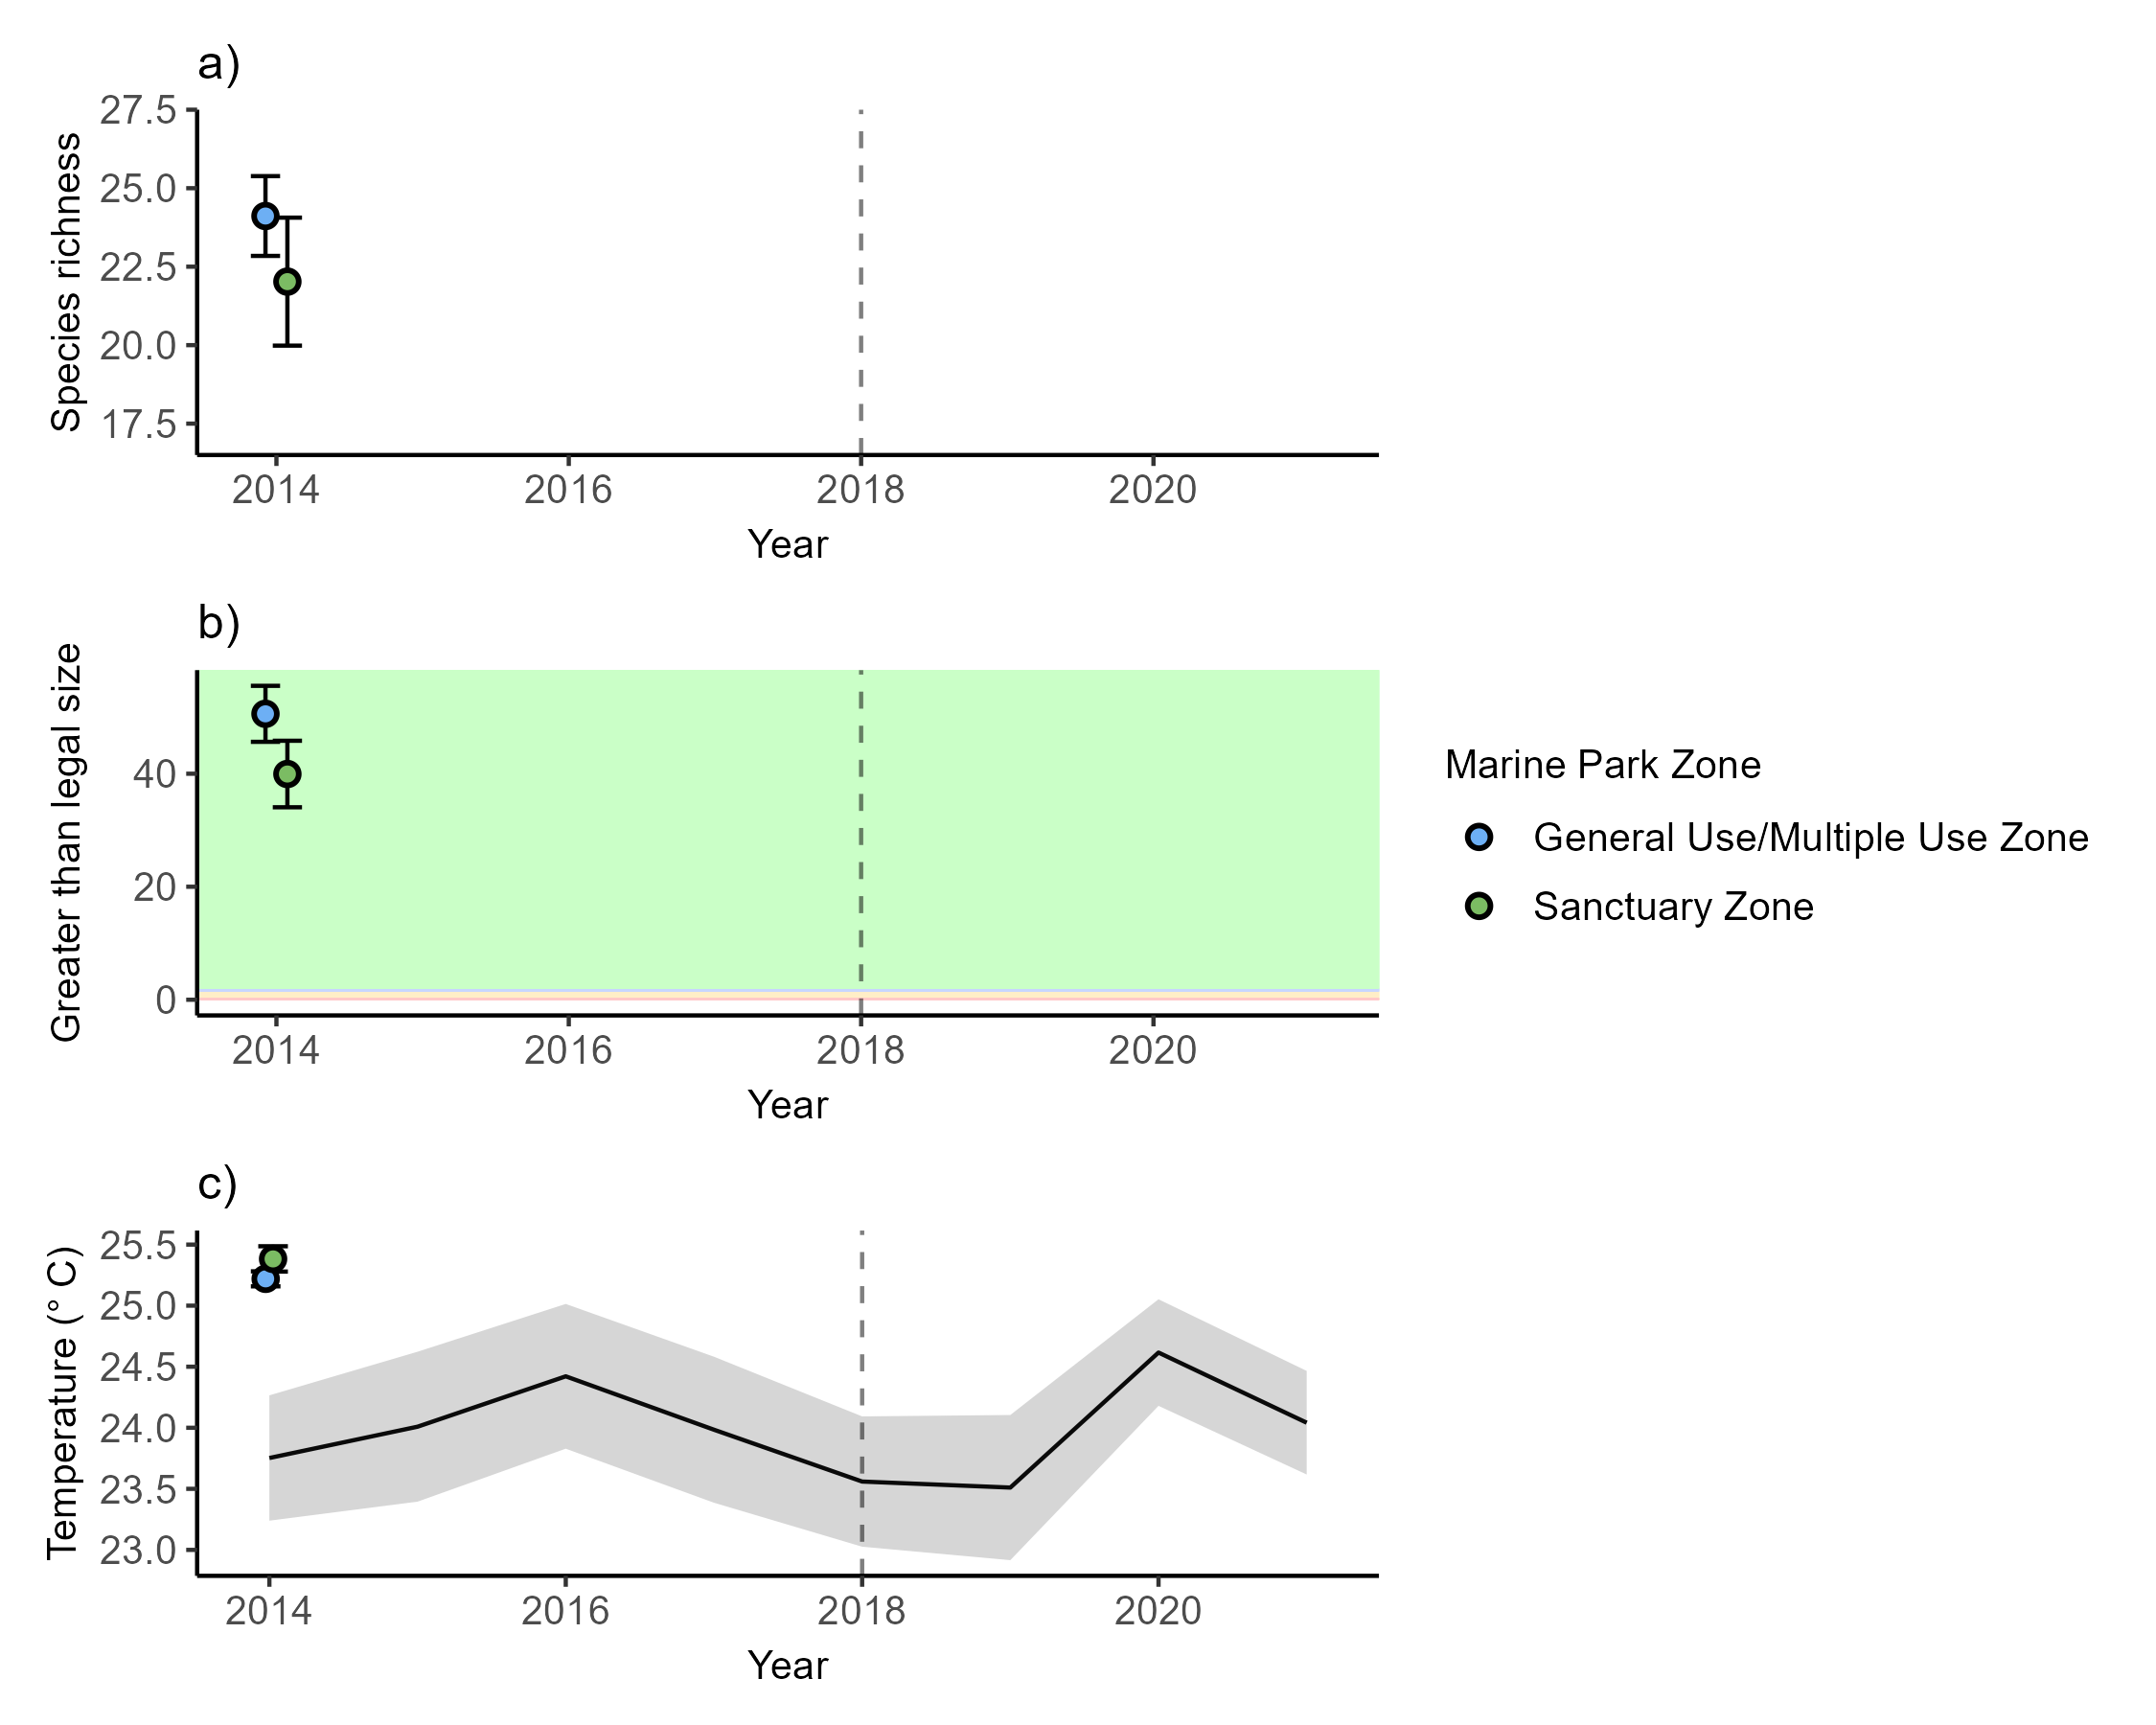 a)
27.5
25.0
22.5
20.0
17.5
Species richness
2014 2016 2018 2020
Year
b)
40
20
0
Greater than legal size
2014 2016 2018 2020
Year
Marine Park Zone
General Use/Multiple Use Zone
Sanctuary Zone
c)
25.5
25.0
24.5
24.0
23.5
23.0
Temperature (° C)
2014 2016 2018 2020
Year